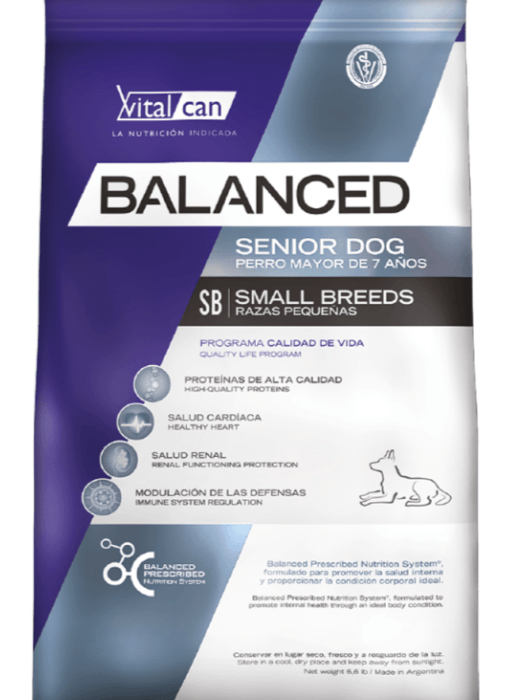 Vital can
LA NUTRICIÓN INDICADA
BALANCED
SENIOR DOG
PERRO MAYOR DE 7 AÑOS
SB SMALL BREEDS
RAZAS PEQUEÑAS
PROGRAMA CALIDAD DE VIDA
QUALITY LIFE PROGRAM
PROTEÍNAS DE ALTA CALIDAD
HIGH-QUALITY PROTEINS
SALUD CARDÍACA
HEALTHY HEART
SALUD RENAL
RENAL FUNCTIONING PROTECTION
MODULACIÓN DE LAS DEFENSAS
IMMUNE SYSTEM REGULATION
BALANCED
PRESCRIBED
NUTRITION SYSTEM
Balanced Prescribed Nutrition System®,
formulado para promover la salud interna
y proporcionar la condición corporal ideal.
Balanced Prescribed Nutrition System®, formulated to
promote internal health through an ideal body condition.
Conservar en lugar seco, fresco y a resguardo de la luz.
Store in a cool, dry place and keep away from sunlight.
Net weight 6,6 lb / Made in Argentina